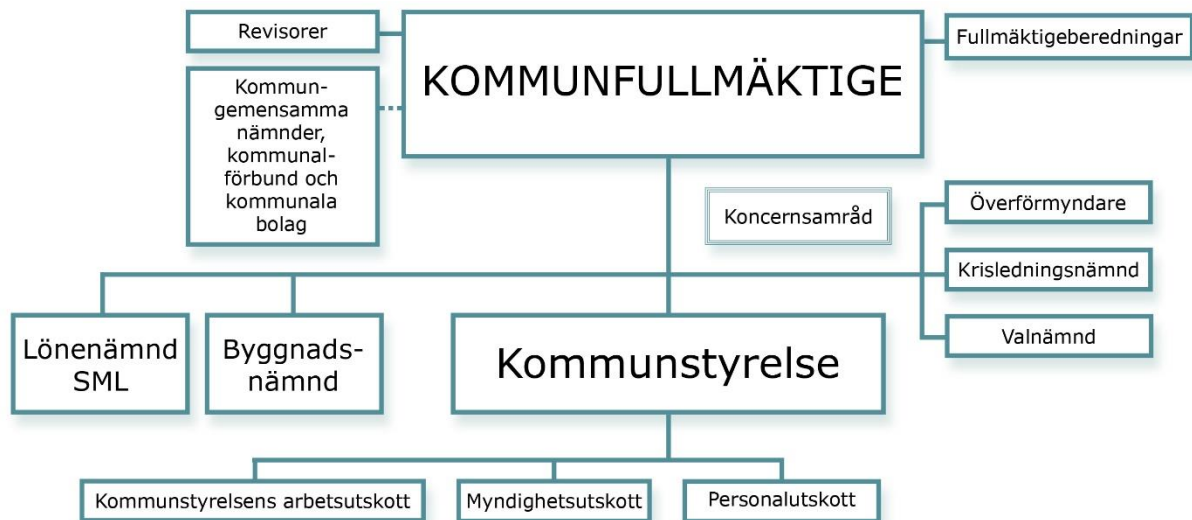 Revisorer
KOMMUNFULLMÄKTIGE
Fullmäktigeberedningar
Kommun-
gemensamma
nämnder,
kommunal-
förbund och
kommunala
bolag
Koncernsamråd
Överförmyndare
Krisledningsnämnd
Valnämnd
Lönenämnd
SML
Byggnads-
nämnd
Kommunstyrelse
Kommunstyrelsens arbetsutskott
Myndighetsutskott
Personalutskott